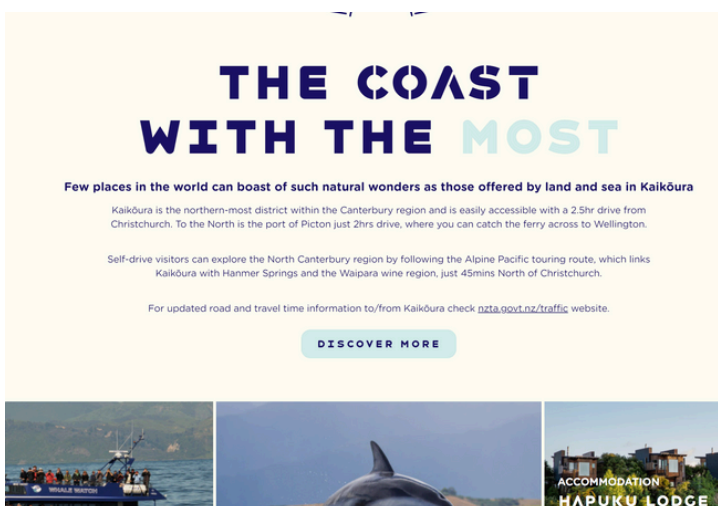 THE COAST
WITH THE MOST
Few places in the world can boast of such natural wonders as those offered by land and sea in Kaikōura
Kaikōura is the northern-most district within the Canterbury region and is easily accessible with a 2.5hr drive from
Christchurch. To the North is the port of Picton just 2hrs drive, where you can catch the ferry across to Wellington.
Self-drive visitors can explore the North Canterbury region by following the Alpine Pacific touring route, which links
Kaikōura with Hanmer Springs and the Waipara wine region, just 45mins North of Christchurch.
For updated road and travel time information to/from Kaikōura check nzta.govt.nz/traffic website.
DISCOVER MORE
WHALE WATCH
ACCOMMODATION
HAPUKU LODGE